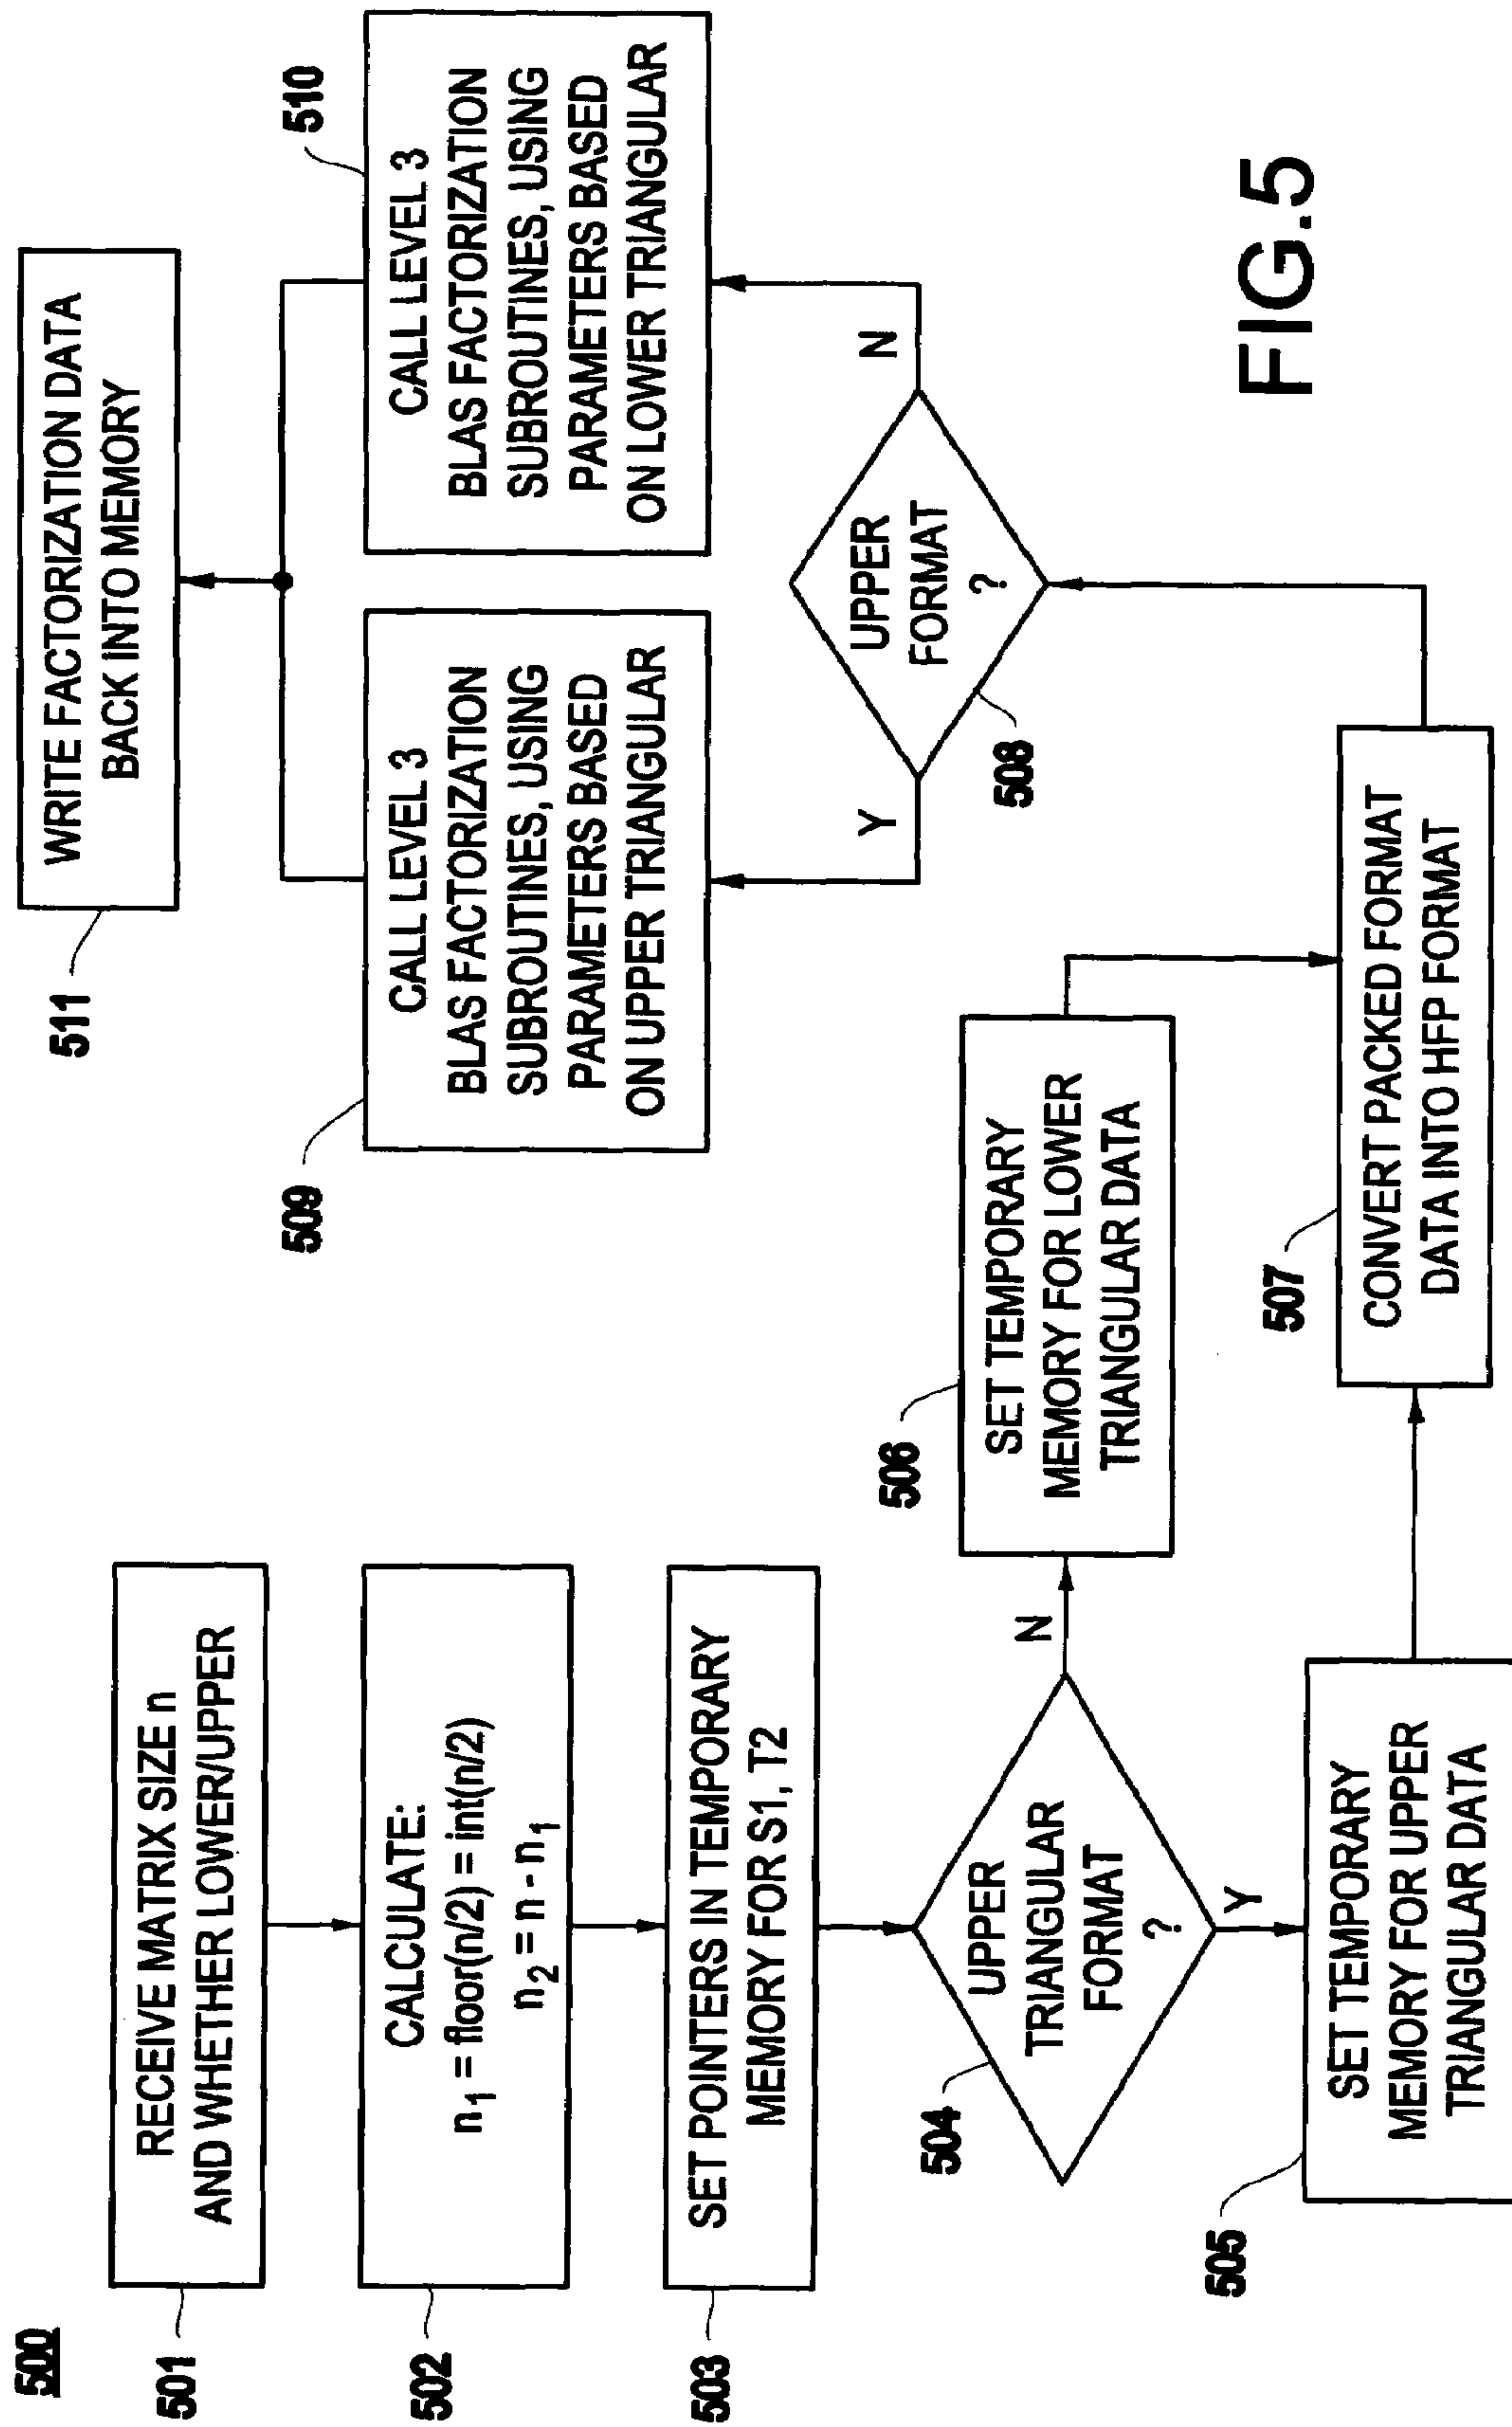 500
501
RECEIVE MATRIX SIZE n
AND WHETHER LOWER/UPPER
502
CALCULATE:
n1 = floor(n/2) = int(n/2)
n2 = n - n1
503
SET POINTERS IN TEMPORARY
MEMORY FOR S1, T2
504
UPPER
TRIANGULAR
FORMAT
?
N
Y
505
SET TEMPORARY
MEMORY FOR UPPER
TRIANGULAR DATA
506
SET TEMPORARY
MEMORY FOR LOWER
TRIANGULAR DATA
507
CONVERT PACKED FORMAT
DATA INTO HFP FORMAT
508
UPPER
FORMAT
?
Y
N
509
CALL LEVEL 3
BLAS FACTORIZATION
SUBROUTINES, USING
PARAMETERS BASED
ON UPPER TRIANGULAR
510
CALL LEVEL 3
BLAS FACTORIZATION
SUBROUTINES, USING
PARAMETERS BASED
ON LOWER TRIANGULAR
511
WRITE FACTORIZATION DATA
BACK INTO MEMORY
FIG.5